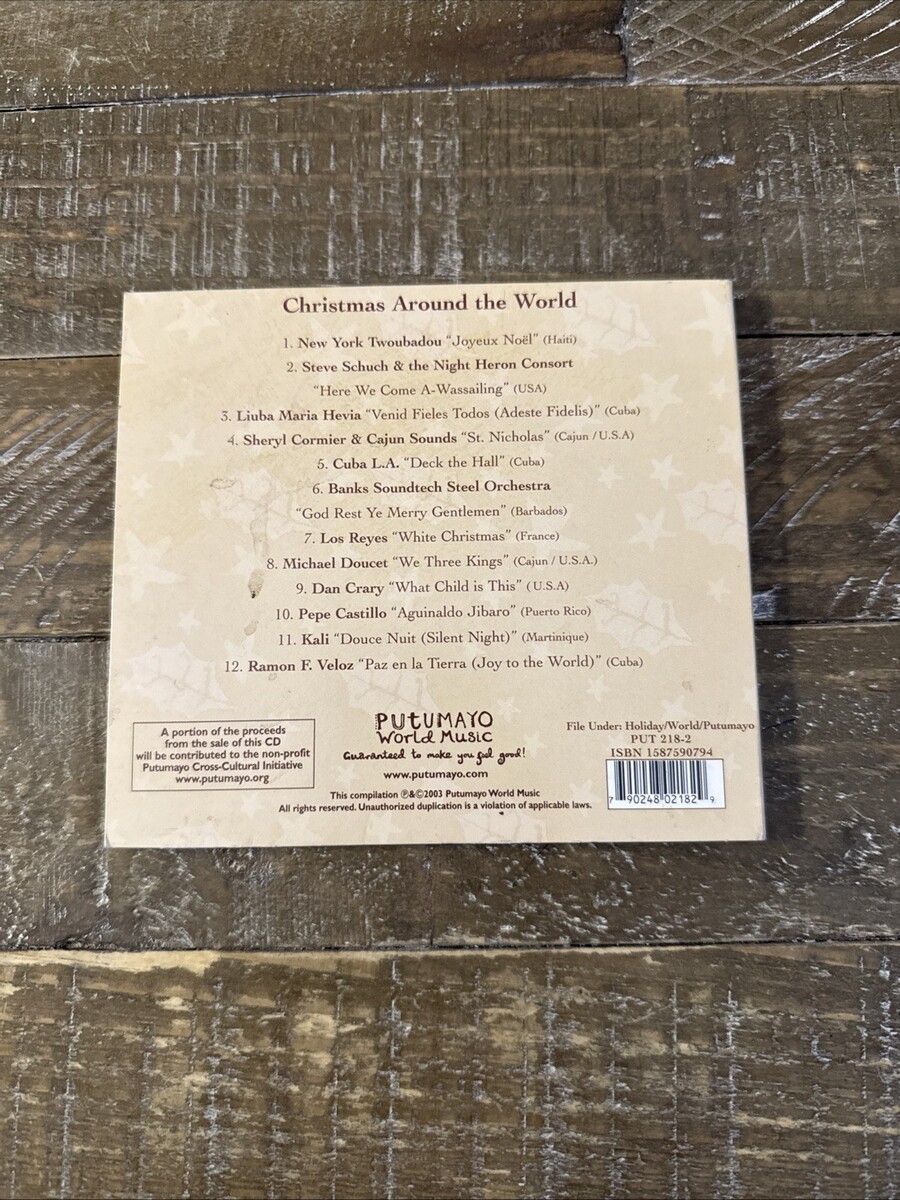 Christmas Around the World
1. New York Twoubadou "Joyeux Noël" (Haiti)
2. Steve Schuch & the Night Heron Consort
"Here We Come A-Wassailing" (USA)
3. Liuba Maria Hevia "Venid Fieles Todos (Adeste Fidelis)" (Cuba)
4. Sheryl Cormier & Cajun Sounds "St. Nicholas" (Cajun / U.S.A)
5. Cuba L.A. "Deck the Hall" (Cuba)
6. Banks Soundtech Steel Orchestra
"God Rest Ye Merry Gentlemen" (Barbados)
7. Los Reyes "White Christmas" (France)
8. Michael Doucet "We Three Kings" (Cajun / U.S.A.)
9. Dan Crary "What Child is This" ( U.S.A)
10. Pepe Castillo "Aguinaldo Jibaro" (Puerto Rico)
11. Kali "Douce Nuit (Silent Night)" (Martinique)
12. Ramon F. Veloz "Paz en la Tierra (Joy to the World)" (Cuba)
A portion of the proceeds
from the sale of this CD
will be contributed to the non-profit
Putumayo Cross-Cultural Initiative
www.putumayo.org
PUTUMAYO
World Music
Guaranteed to make you feel good!
www.putumayo.com
This compilation ℗&©2003 Putumayo World Music
All rights reserved. Unauthorized duplication is a violation of applicable laws.
File Under: Holiday/World/Putumayo
PUT 218-2
ISBN 1587590794
7 90248 02182 9